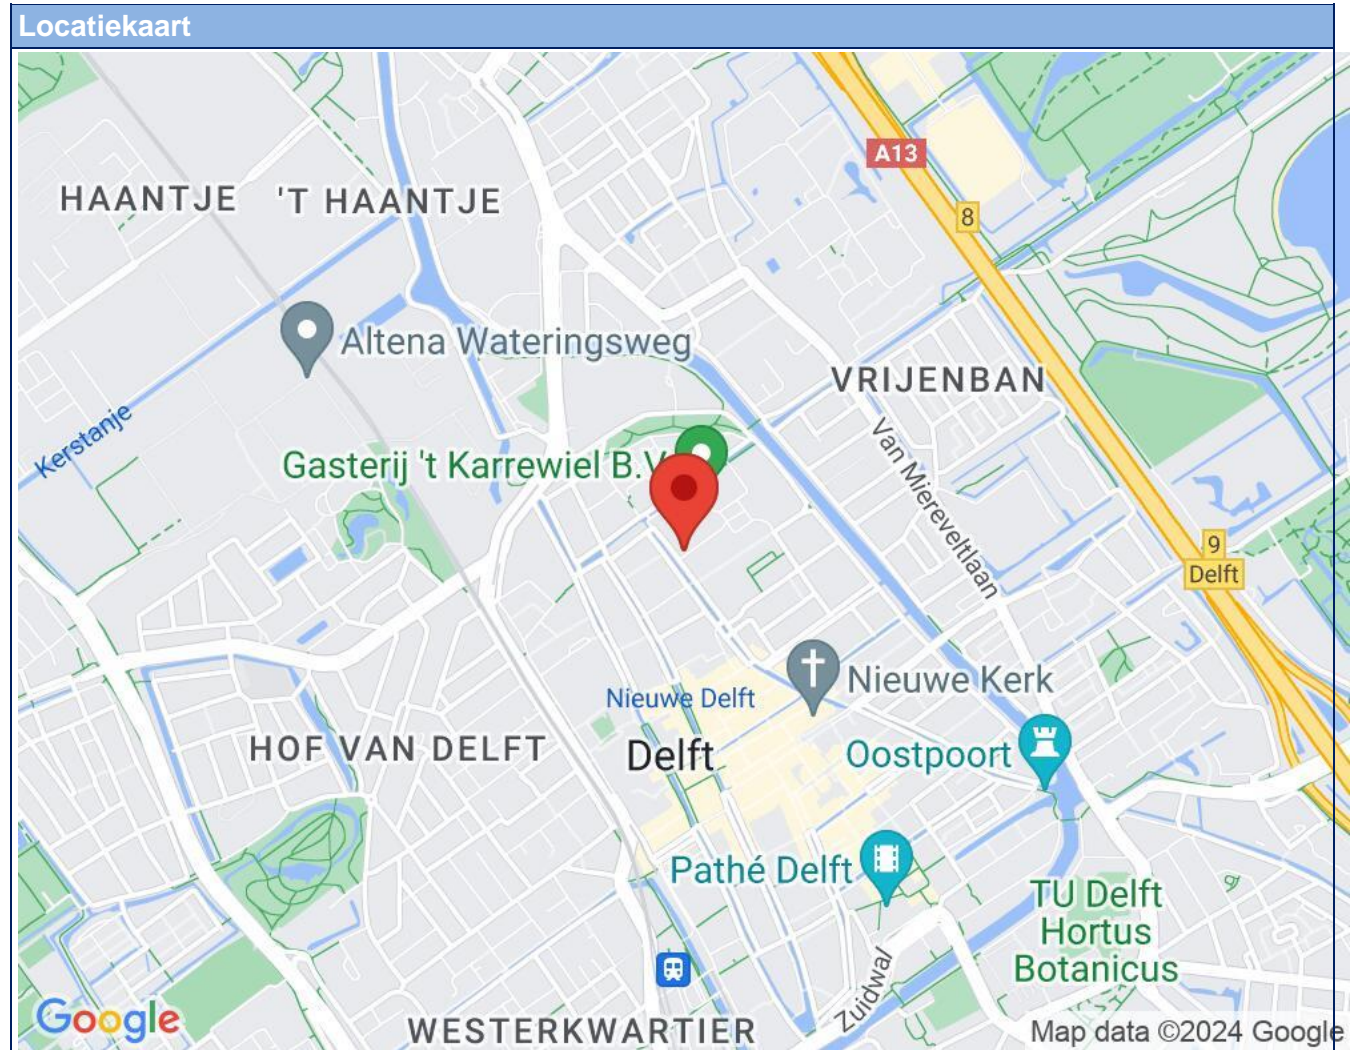 Locatiekaart
A13
HAANTJE
'T HAANTJE
8
Altena Wateringsweg
VRIJENBAN
Kerstanje
Van Miereveltlaan
Gasterij 't Karrewiel B.V
9
Delft
Nieuwe Kerk
Nieuwe Delft
HOF VAN DELFT
Delft
Oostpoort
Pathé Delft
TU Delft
Hortus
Botanicus
Zuidwal
Google
WESTERKWARTIER
Map data ©2024 Google